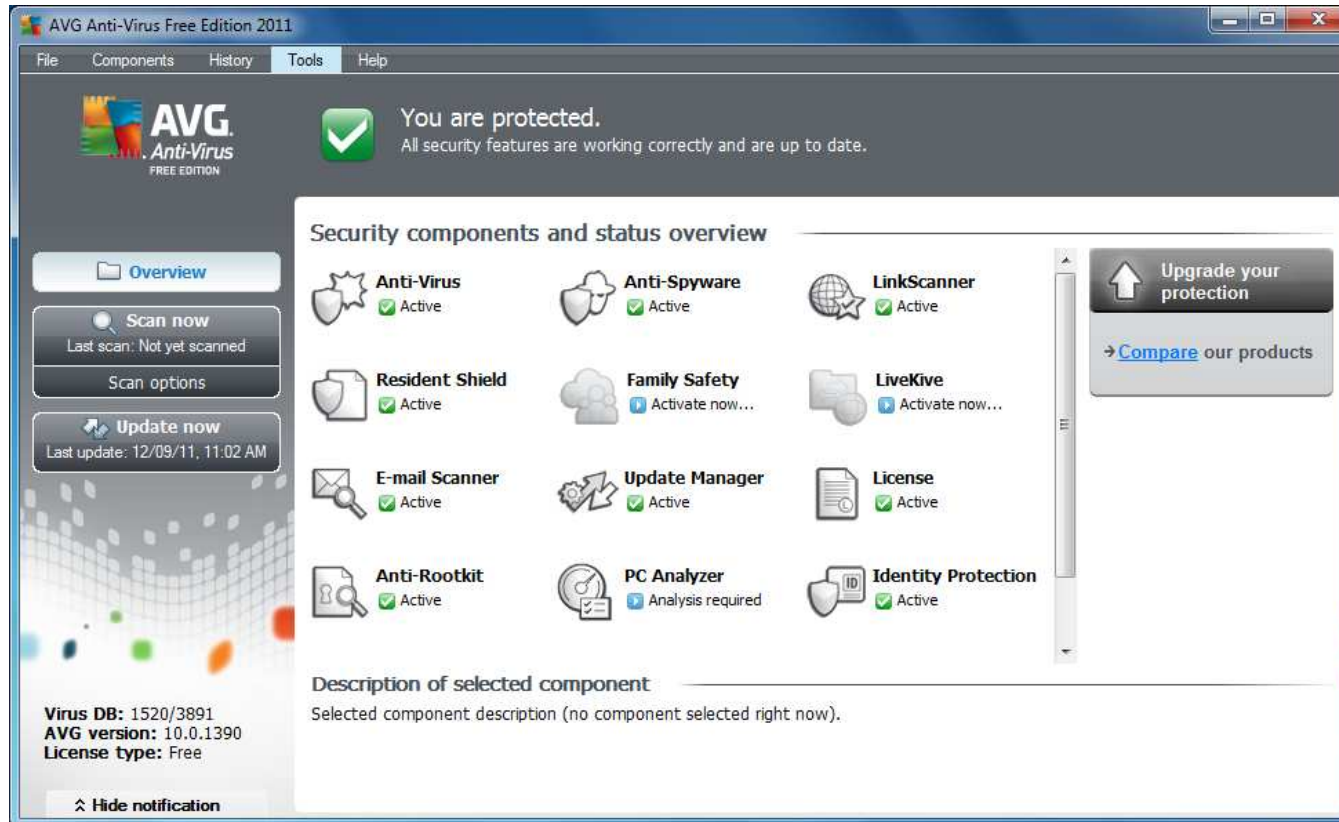 AVG Anti-Virus Free Edition 2011
File Components History Tools Help
AVG.
Anti-Virus
FREE EDITION
You are protected.
All security features are working correctly and are up to date.
Overview
Scan now
Last scan: Not yet scanned
Scan options
Update now
Last update: 12/09/11, 11:02 AM
Virus DB: 1520/3891
AVG version: 10.0.1390
License type: Free
Hide notification
Security components and status overview
Anti-Virus
Active
Anti-Spyware
Active
LinkScanner
Active
Resident Shield
Active
Family Safety
Activate now...
LiveKive
Activate now...
E-mail Scanner
Active
Update Manager
Active
License
Active
Anti-Rootkit
Active
PC Analyzer
Analysis required
Identity Protection
Active
Description of selected component
Selected component description (no component selected right now).
Upgrade your
protection
Compare our products